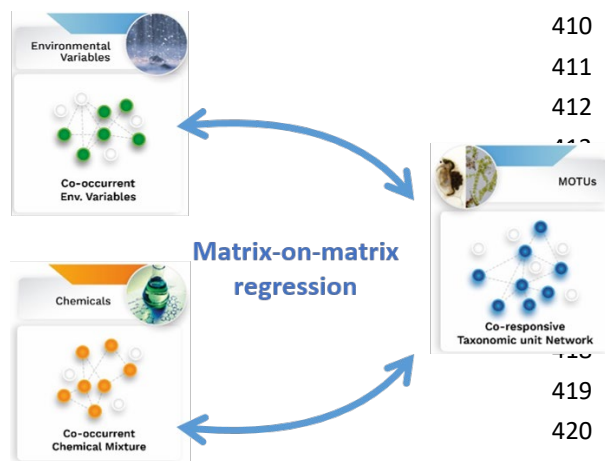 410
411
412
Environmental
Variables
Co-occurrent
Env. Variables
MOTUs
Co-responsive
Taxonomic unit Network
Matrix-on-matrix
regression
Chemicals
Co-occurrent
Chemical Mixture
419
420